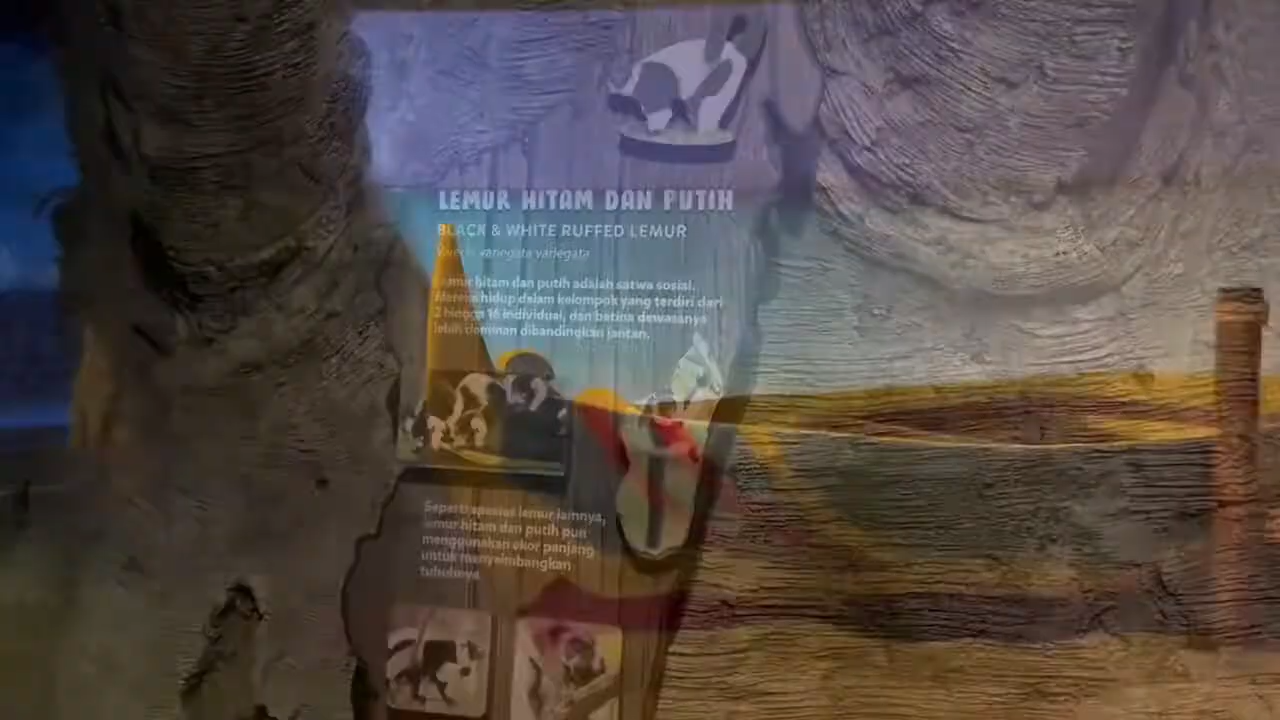 LEMUR HITAM DAN PUTIH
BLACK & WHITE RUFFED LEMUR
variegata variegata
Lemur hitam dan putih adalah satwa sosial.
Mereka hidup dalam kelompok yang terdiri dari
2 hingga 16 individual, dan betina dewasanya
lebih dominan dibandingkan jantan.
Seperti spesies lemur lainnya,
lemur hitam dan putih pun
menggunakan ekor panjang
untuk menyeimbangkan
tubuhnya